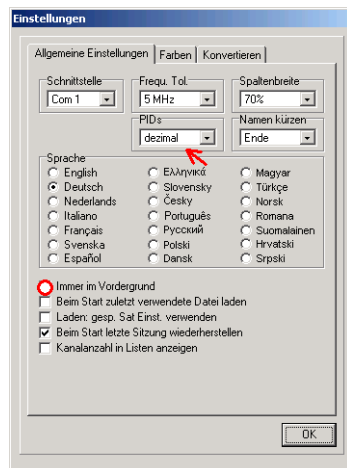 Einstellungen
Allgemeine Einstellungen Farben Konvertieren
Schnittstelle Frequ. Tol. Spaltenbreite
Com 1 5 MHz 70%
PIDs Namen kürzen
dezimal Ende
Sprache
English Ελληνικά Magyar
Deutsch Slovensky Türkçe
Nederlands Česky Norsk
Italiano Português Romana
Français Русский Suomalainen
Svenska Polski Hrvatski
Español Dansk Srpski
Immer im Vordergrund
Beim Start zuletzt verwendete Datei laden
Laden: gesp. Sat Einst. verwenden
Beim Start letzte Sitzung wiederherstellen
Kanalanzahl in Listen anzeigen
OK